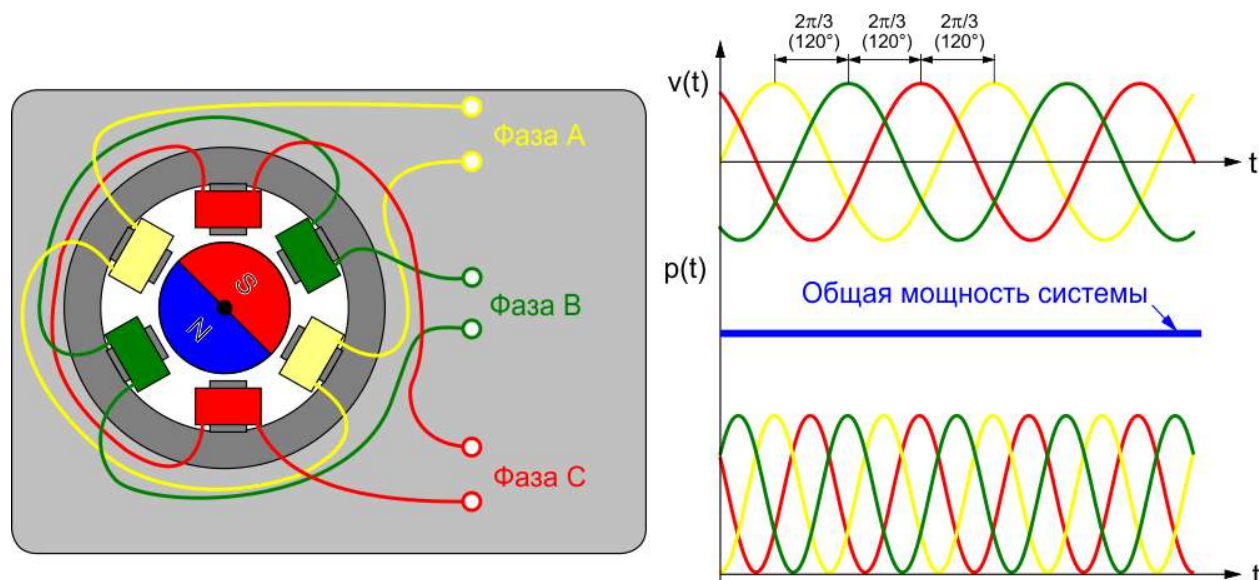 Фаза A
Фаза B
Фаза C
S
N
2π/3
(120°)
2π/3
(120°)
2π/3
(120°)
v(t)
t
p(t)
Общая мощность системы
t